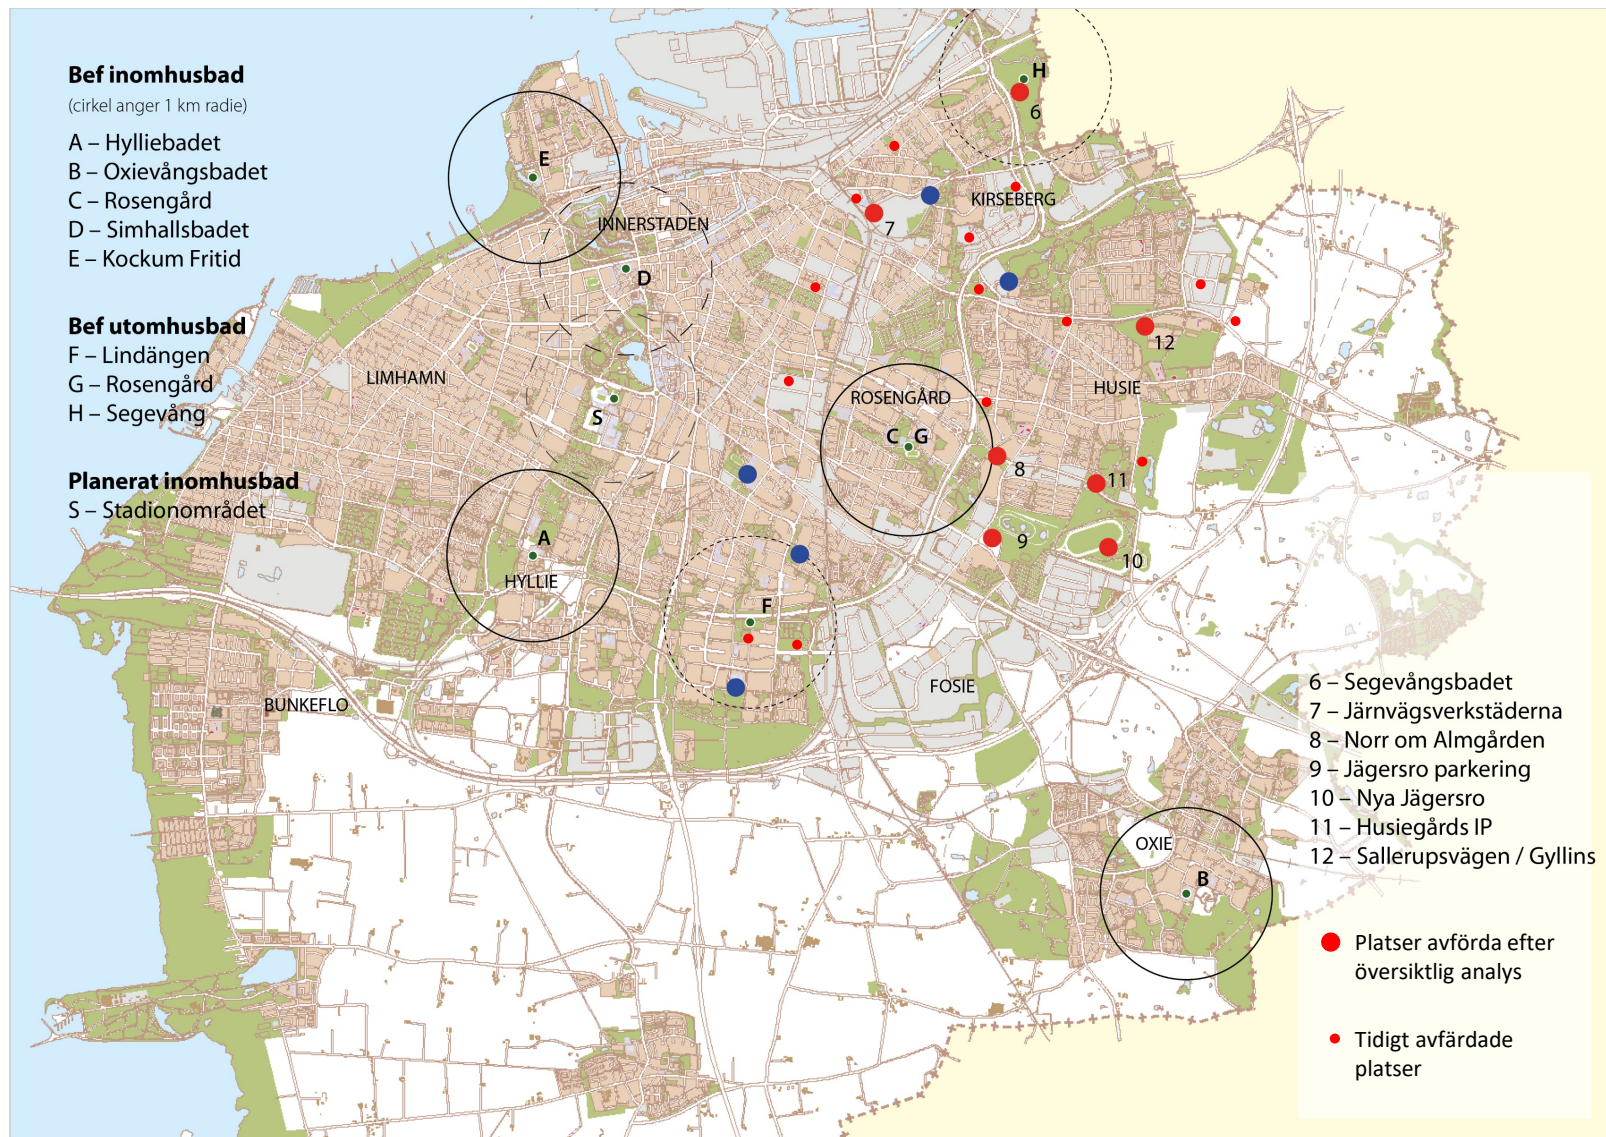 Bef inomhusbad
(cirkel anger 1 km radie)
A – Hylliebadet
B – Oxievångsbadet
C – Rosengård
D – Simhallsbadet
E – Kockum Fritid
Bef utomhusbad
F – Lindängen
G – Rosengård
H – Segevång
Planerat inomhusbad
S – Stadionområdet
H
6
E
KIRSEBERG
INNERSTADEN
7
D
12
LIMHAMN
HUSIE
ROSENGÅRD
S
C G
8
11
A
9
10
HYLLIE
F
FOSIE
BUNKEFLO
OXIE
B
6 – Segevångsbadet
7 – Järnvägsverkstäderna
8 – Norr om Almgården
9 – Jägersro parkering
10 – Nya Jägersro
11 – Husiegårds IP
12 – Sallerupsvägen / Gyllins
Platser avförda efter
översiktlig analys
Tidigt avfärdade
platser